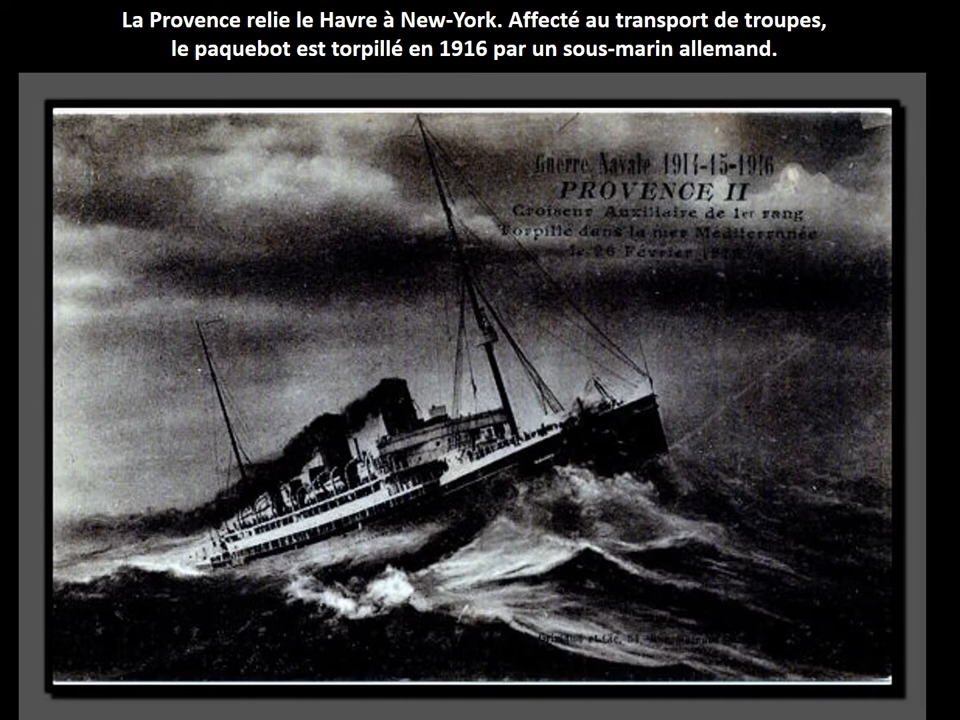 La Provence relie le Havre à New-York. Affecté au transport de troupes,
le paquebot est torpillé en 1916 par un sous-marin allemand.
Guerre Navale 1914-15-1916
PROVENCE II
Croiseur Auxiliaire de 1er rang
Torpillé dans la mer Méditerranée
le 26 Février